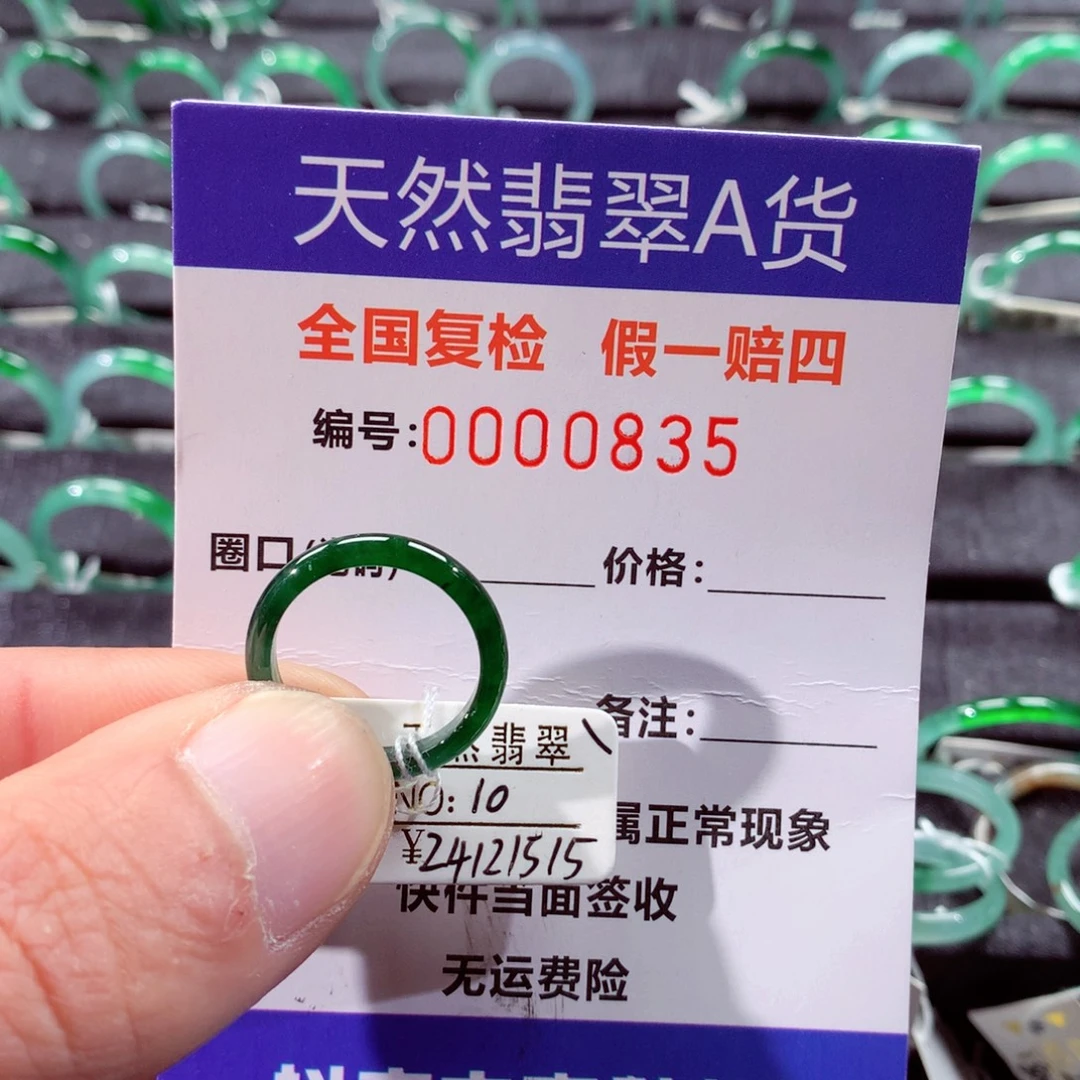 天然翡翠A货
全国复检 假一赔四
编号:0000835
圈口
价格:
备注:
翡翠
NO:10
¥24121515
属正常现象
快件当面签收
无运费险